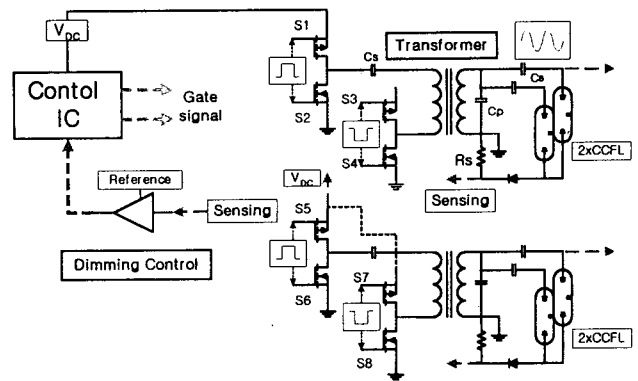 V_DC
Contol
IC
Gate
signal
Reference
Sensing
Dimming Control
S1
S2
Cs
S3
S4
Transformer
Cs
Cp
Rs
2xCCFL
Sensing
V_DC
S5
S6
S7
S8
2xCCFL